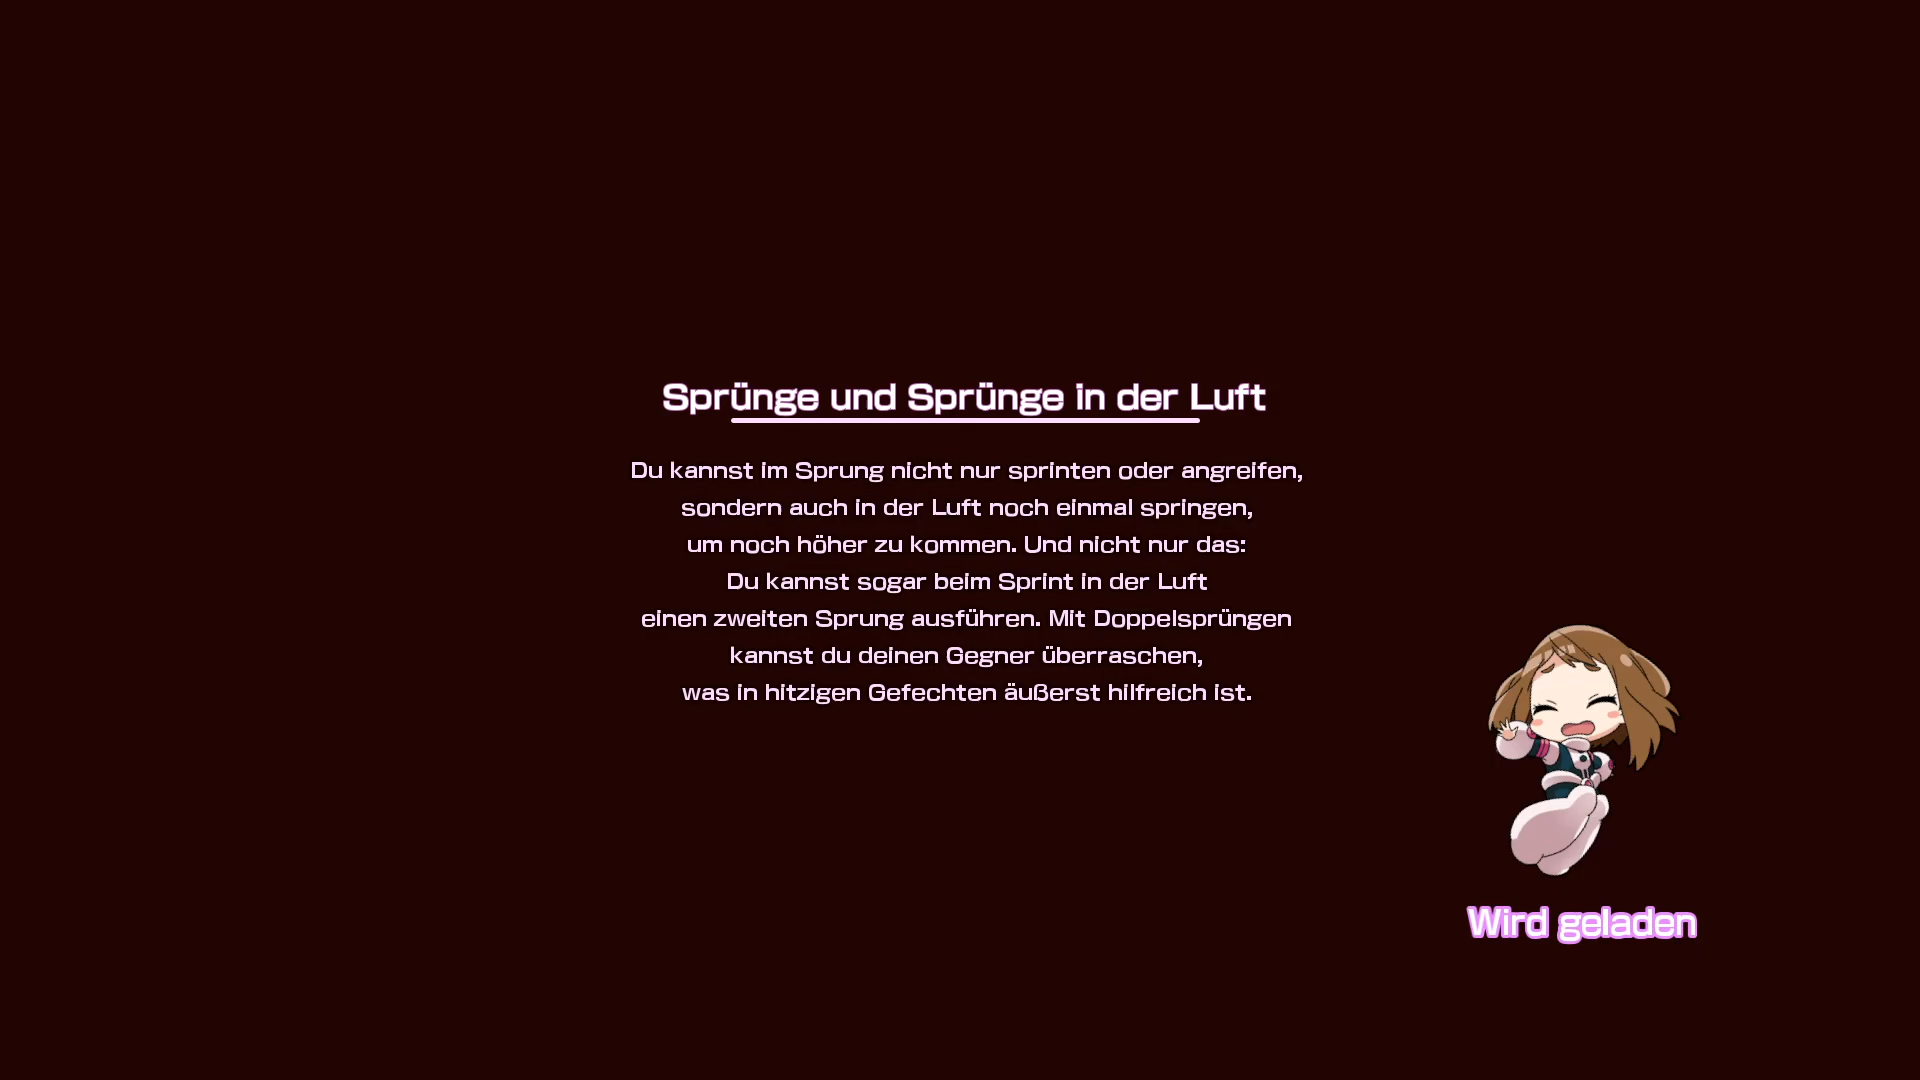 Sprünge und Sprünge in der Luft
Du kannst im Sprung nicht nur sprinten oder angreifen,
sondern auch in der Luft noch einmal springen,
um noch höher zu kommen. Und nicht nur das:
Du kannst sogar beim Sprint in der Luft
einen zweiten Sprung ausführen. Mit Doppelsprüngen
kannst du deinen Gegner überraschen,
was in hitzigen Gefechten äußerst hilfreich ist.
Wird geladen